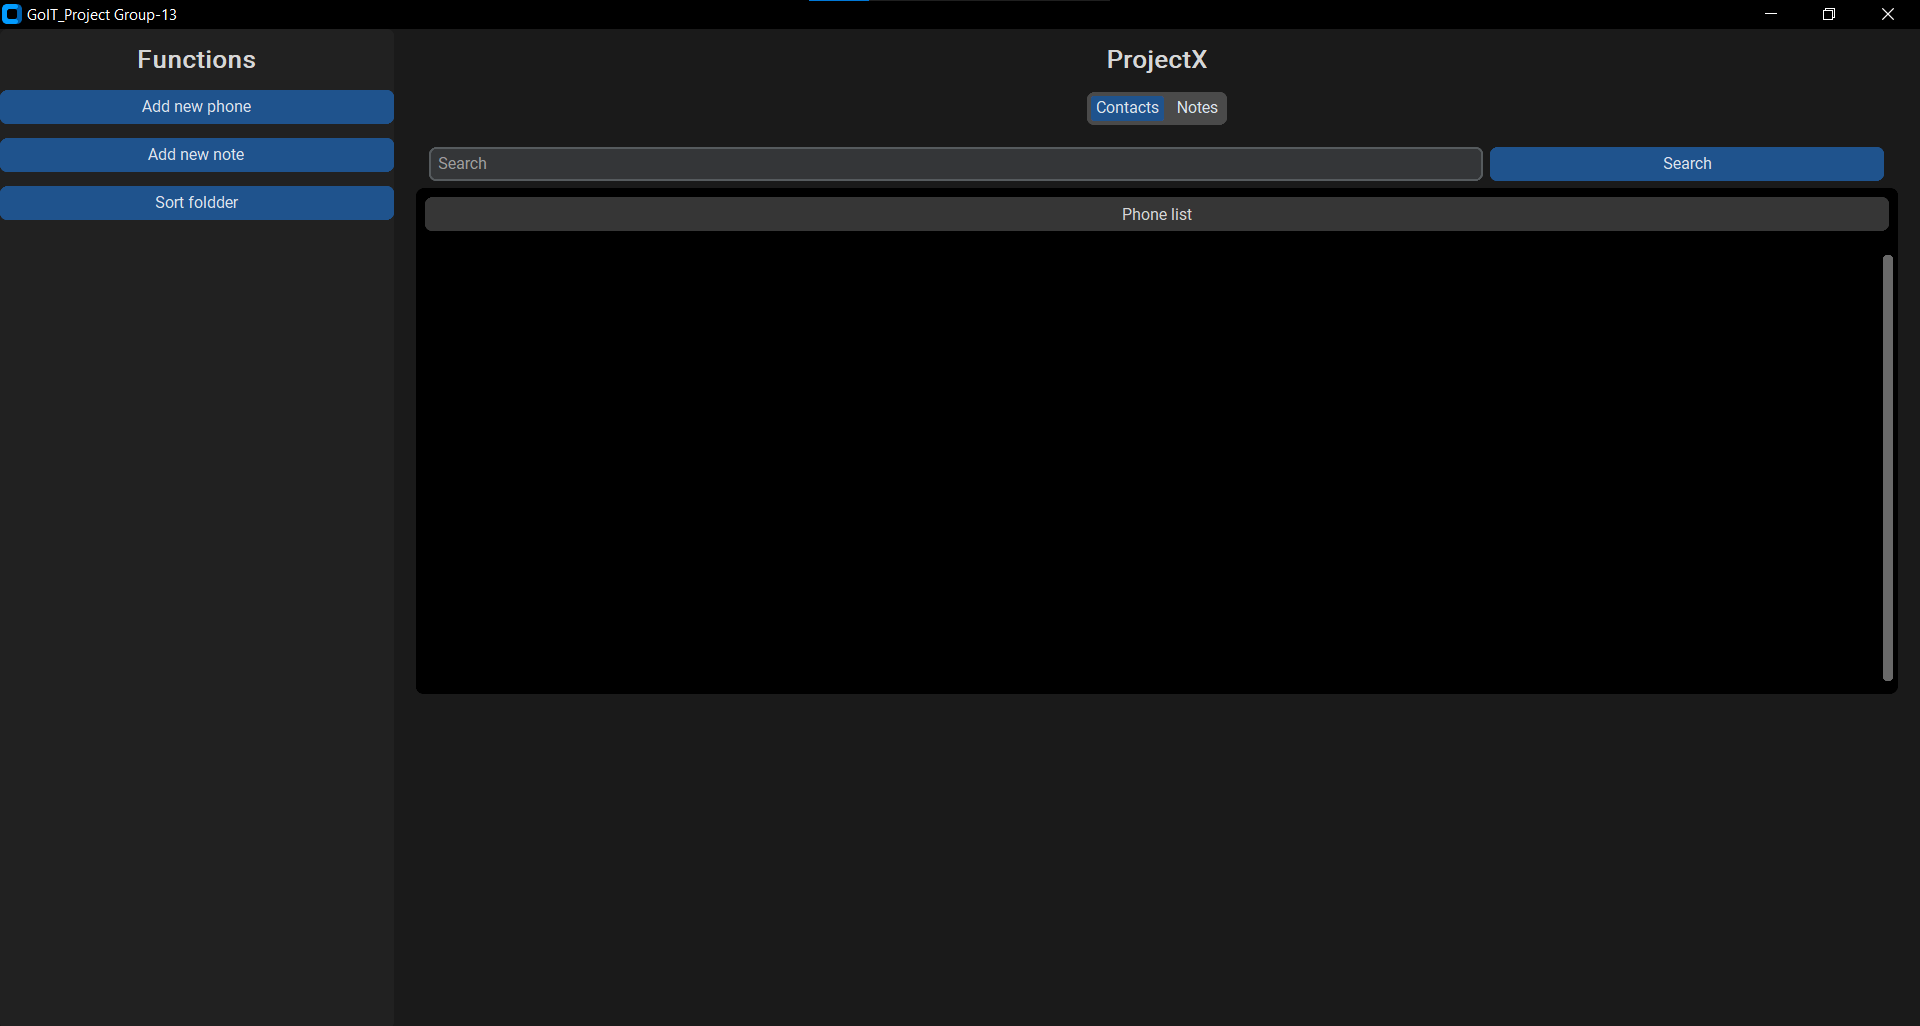 GoIT_Project Group-13
Functions
Add new phone
Add new note
Sort foldder
ProjectX
Contacts Notes
Search Search
Phone list